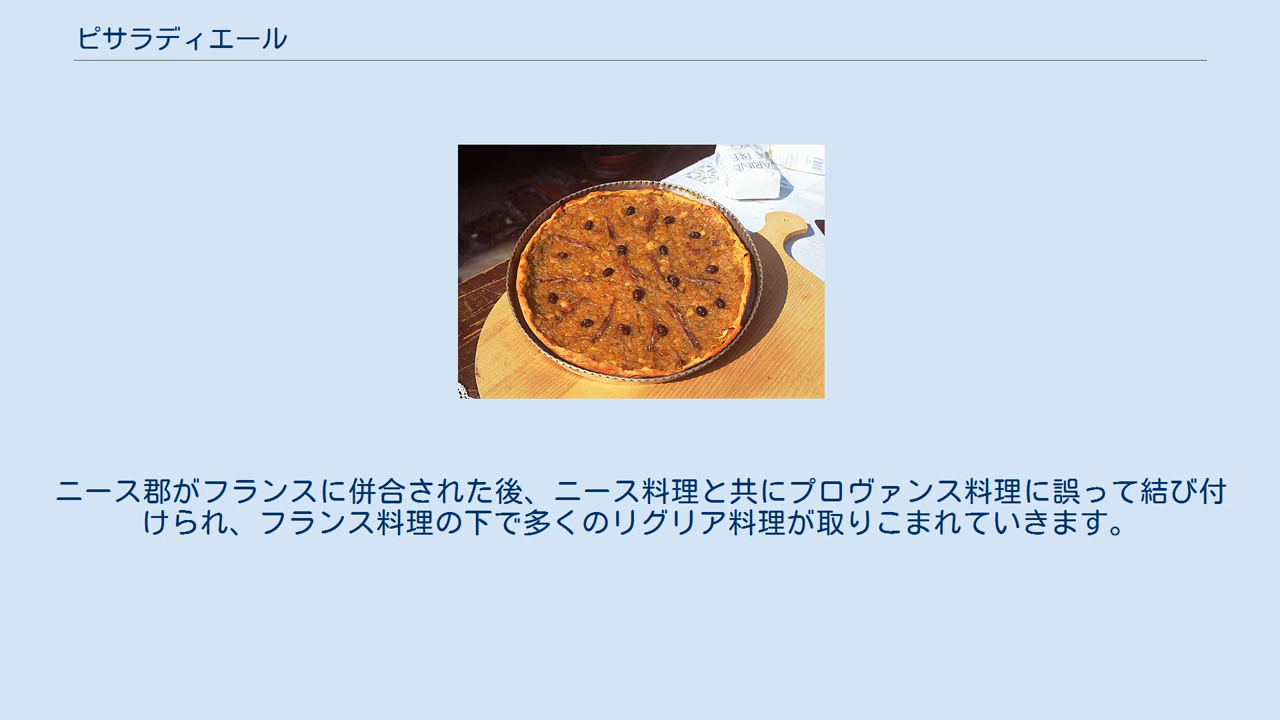 ピサラディエール
ニース郡がフランスに併合された後、ニース料理と共にプロヴァンス料理に誤って結び付
けられ、フランス料理の下で多くのリグリア料理が取りこまれていきます。